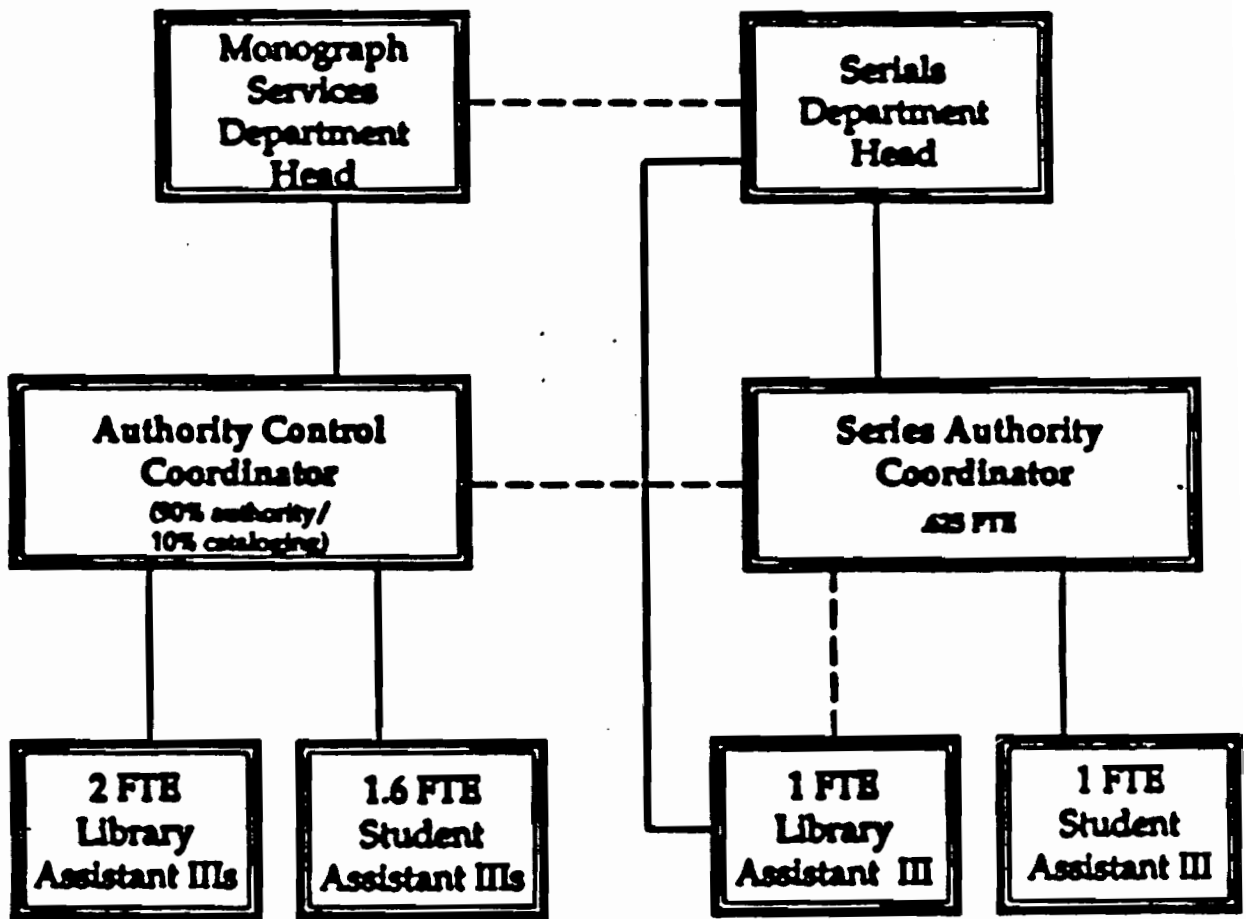 Monograph
Services
Department
Head
Serials
Department
Head
Authority Control
Coordinator
(90% authority/
10% cataloging)
Series Authority
Coordinator
.625 FTE
2 FTE
Library
Assistant IIIs
1.6 FTE
Student
Assistant IIIs
1 FTE
Library
Assistant III
1 FTE
Student
Assistant III